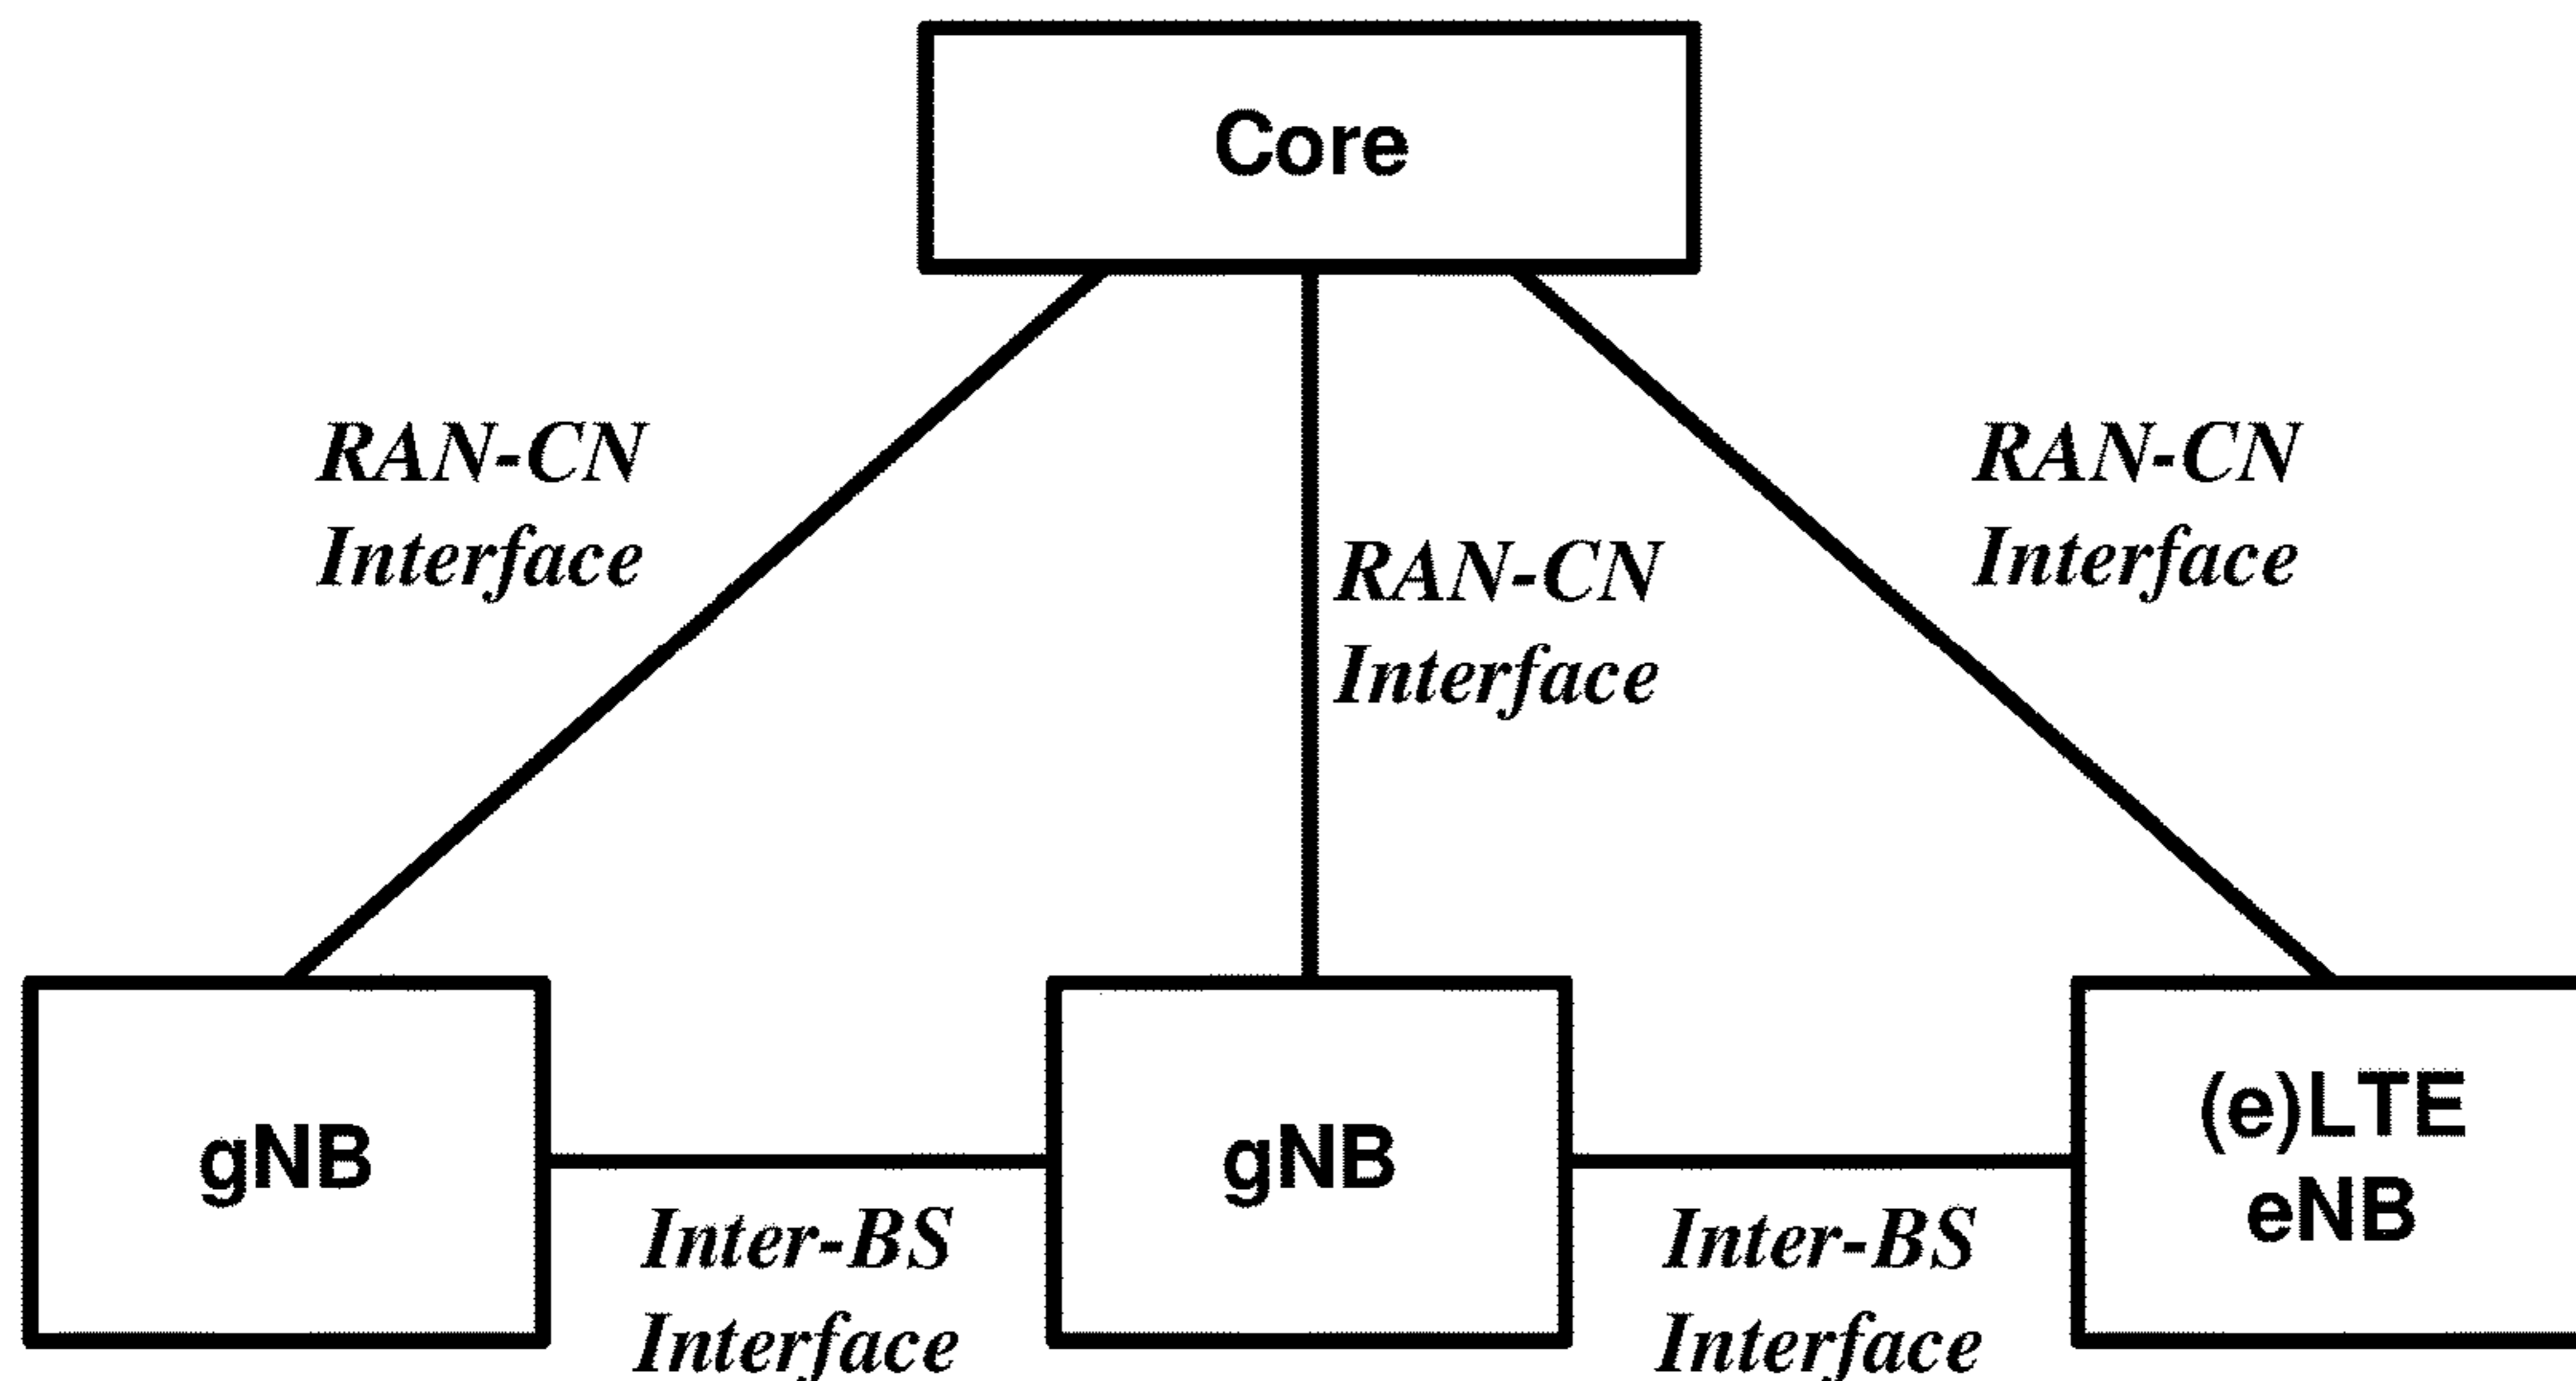 Core
RAN-CN
Interface
RAN-CN
Interface
RAN-CN
Interface
gNB
Inter-BS
Interface
gNB
Inter-BS
Interface
(e)LTE
eNB